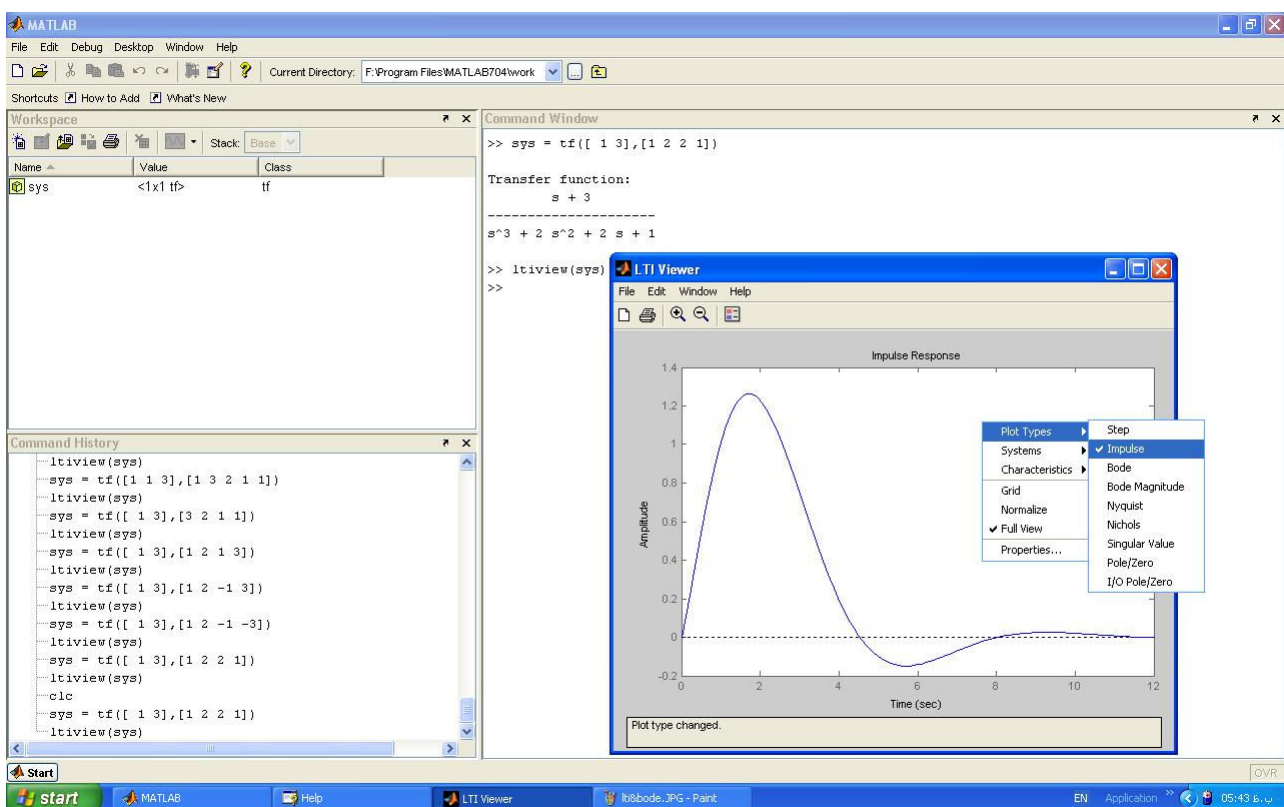 MATLAB
File Edit Debug Desktop Window Help
Current Directory: F:\Program Files\MATLAB704\work
Shortcuts How to Add What's New
Workspace
Stack: Base
Name Value Class
sys <1x1 tf> tf
Command History
ltiview(sys)
sys = tf([1 1 3],[1 3 2 1 1])
ltiview(sys)
sys = tf([ 1 3],[3 2 1 1])
ltiview(sys)
sys = tf([ 1 3],[1 2 1 3])
ltiview(sys)
sys = tf([ 1 3],[1 2 -1 3])
ltiview(sys)
sys = tf([ 1 3],[1 2 -1 -3])
ltiview(sys)
sys = tf([ 1 3],[1 2 2 1])
ltiview(sys)
clc
sys = tf([ 1 3],[1 2 2 1])
ltiview(sys)
Command Window
>> sys = tf([ 1 3],[1 2 2 1])
Transfer function:
s + 3
---------------------
s^3 + 2 s^2 + 2 s + 1
>> ltiview(sys)
>>
LTI Viewer
File Edit Window Help
Impulse Response
1.4
1.2
1
0.8
0.6
0.4
0.2
0
-0.2
Amplitude
0 2 4 6 8 10 12
Time (sec)
Plot Types
Systems
Characteristics
Grid
Normalize
Full View
Properties...
Step
Impulse
Bode
Bode Magnitude
Nyquist
Nichols
Singular Value
Pole/Zero
I/O Pole/Zero
Plot type changed.
Start
OVR
start MATLAB Help LTI Viewer lti&bode.JPG - Paint EN Application » 05:43 ب.ظ